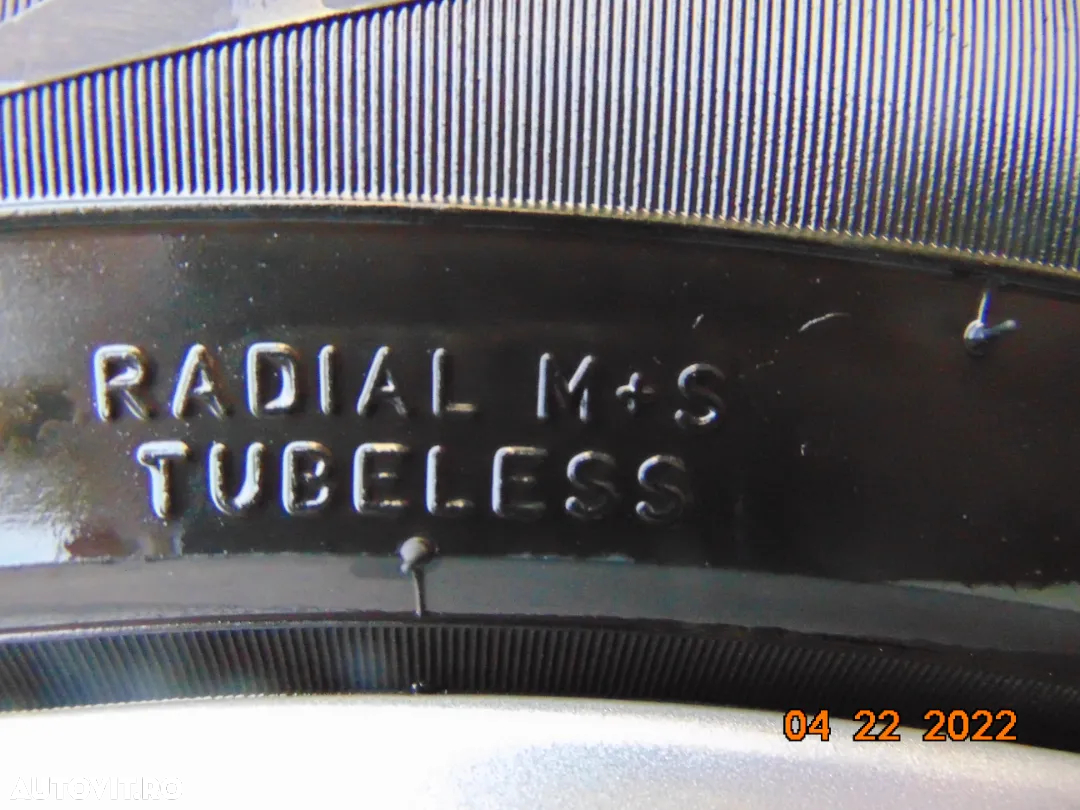 RADIAL M+S
TUBELESS
04 22 2022
AUTOVIT.RO